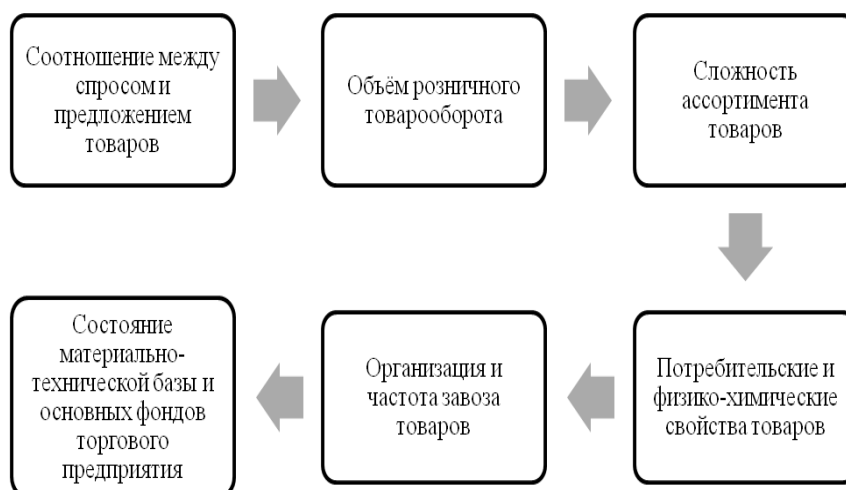 Соотношение между
спросом и
предложением
товаров
Объём розничного
товарооборота
Сложность
ассортимента
товаров
Потребительские и
физико-химические
свойства товаров
Организация и
частота завоза
товаров
Состояние
материально-
технической базы и
основных фондов
торгового
предприятия